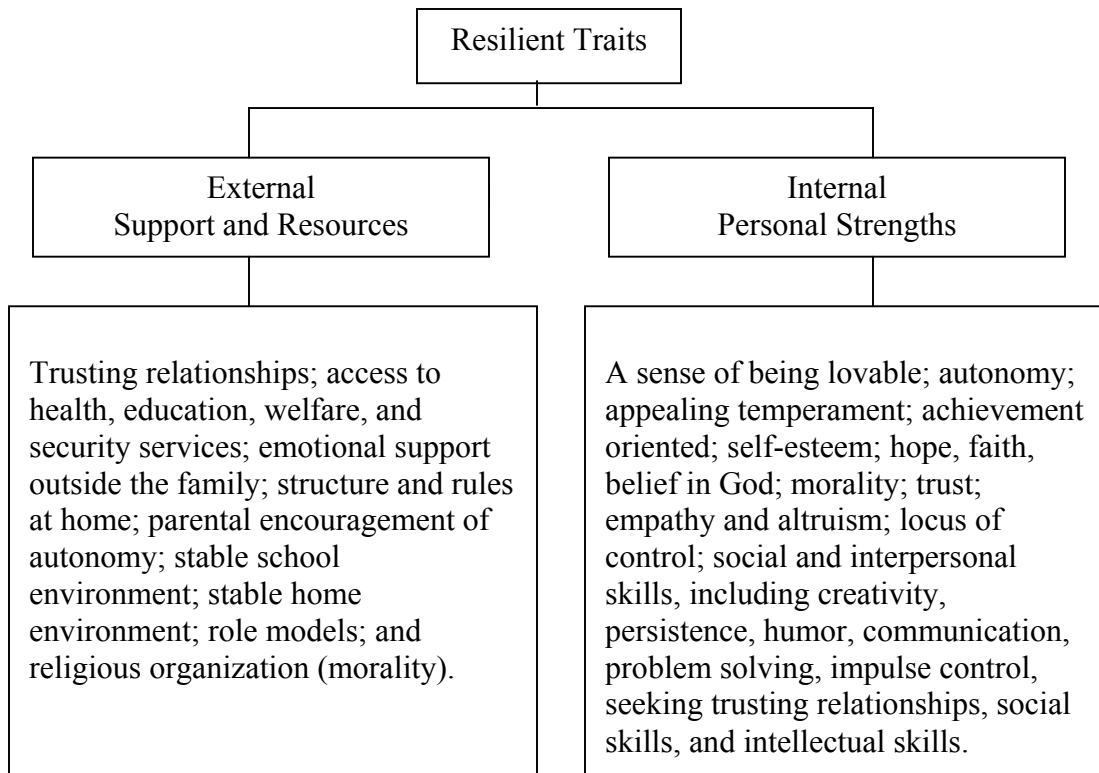 Resilient Traits
External
Support and Resources
Internal
Personal Strengths
Trusting relationships; access to
health, education, welfare, and
security services; emotional support
outside the family; structure and rules
at home; parental encouragement of
autonomy; stable school
environment; stable home
environment; role models; and
religious organization (morality).
A sense of being lovable; autonomy;
appealing temperament; achievement
oriented; self-esteem; hope, faith,
belief in God; morality; trust;
empathy and altruism; locus of
control; social and interpersonal
skills, including creativity,
persistence, humor, communication,
problem solving, impulse control,
seeking trusting relationships, social
skills, and intellectual skills.